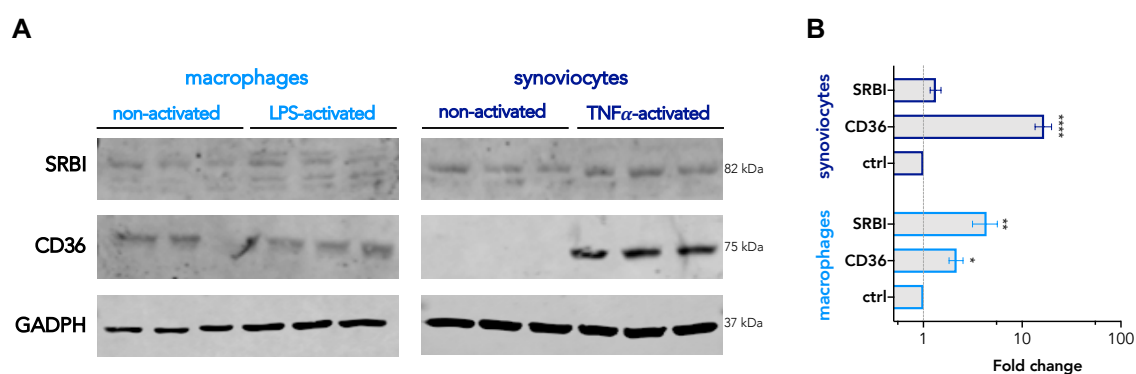 A
macrophages
synoviocytes
non-activated
LPS-activated
non-activated
TNFα-activated
SRBI
82 kDa
CD36
75 kDa
GADPH
37 kDa
B
synoviocytes
SRBI
CD36
****
ctrl
macrophages
SRBI
**
CD36
*
ctrl
1
10
100
Fold change